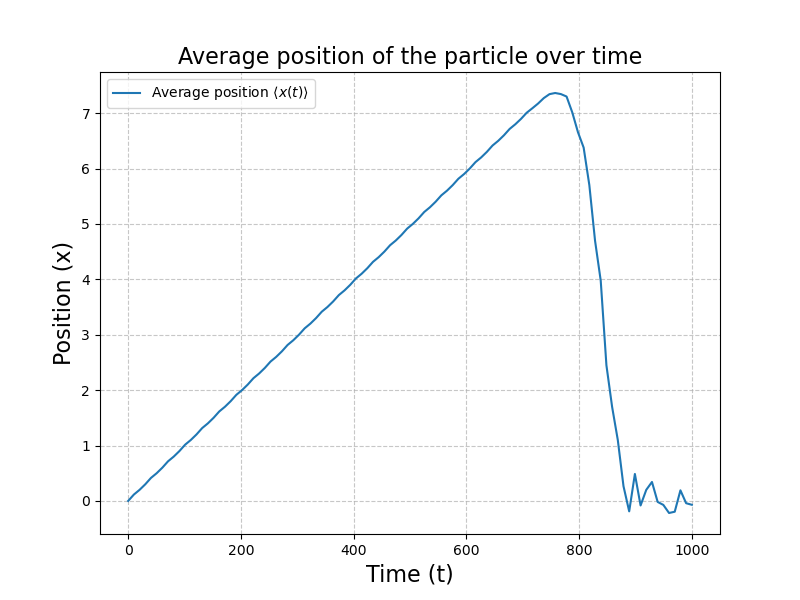 Average position of the particle over time
Average position ⟨x(t)⟩
7
6
5
4
3
2
1
0
Position (x)
0 200 400 600 800 1000
Time (t)